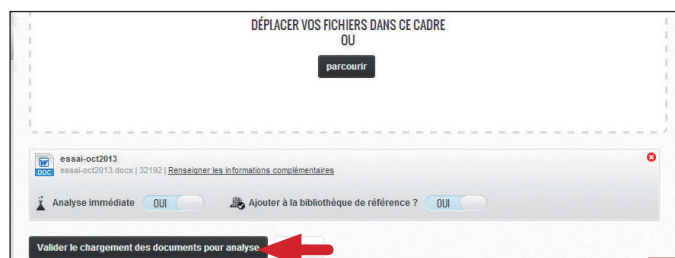 DÉPLACER VOS FICHIERS DANS CE CADRE
OU
parcourir
essai-oct2013
essai-oct2013.docx | 32192 | Renseigner les informations complémentaires
DOC
Analyse immédiate OUI Ajouter à la bibliothèque de référence ? OUI
Valider le chargement des documents pour analyse